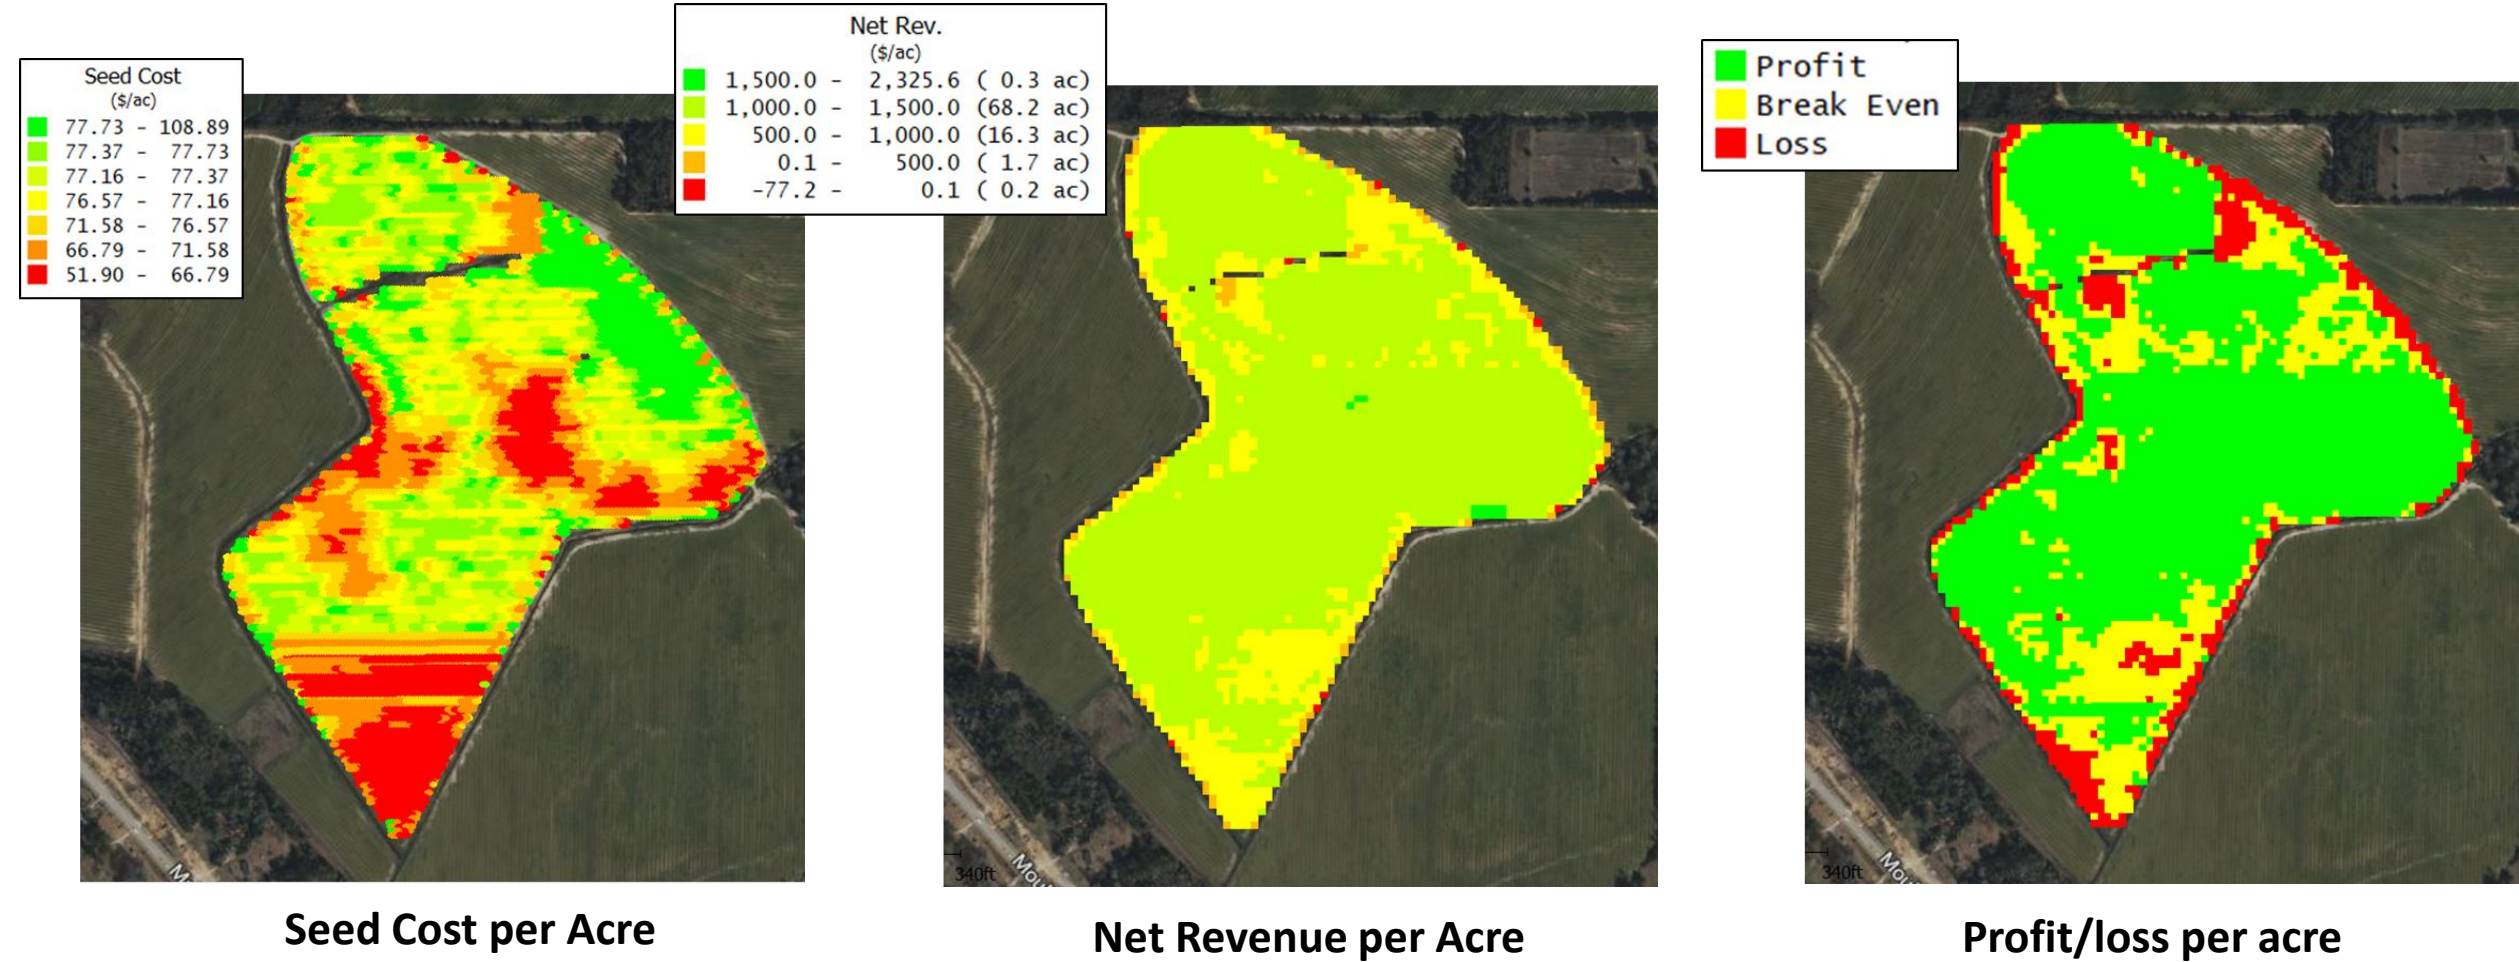 Seed Cost
($/ac)
77.73 - 108.89
77.37 - 77.73
77.16 - 77.37
76.57 - 77.16
71.58 - 76.57
66.79 - 71.58
51.90 - 66.79
Net Rev.
($/ac)
1,500.0 - 2,325.6 ( 0.3 ac)
1,000.0 - 1,500.0 (68.2 ac)
500.0 - 1,000.0 (16.3 ac)
0.1 - 500.0 ( 1.7 ac)
-77.2 - 0.1 ( 0.2 ac)
Profit
Break Even
Loss
340ft
340ft
Seed Cost per Acre
Net Revenue per Acre
Profit/loss per acre